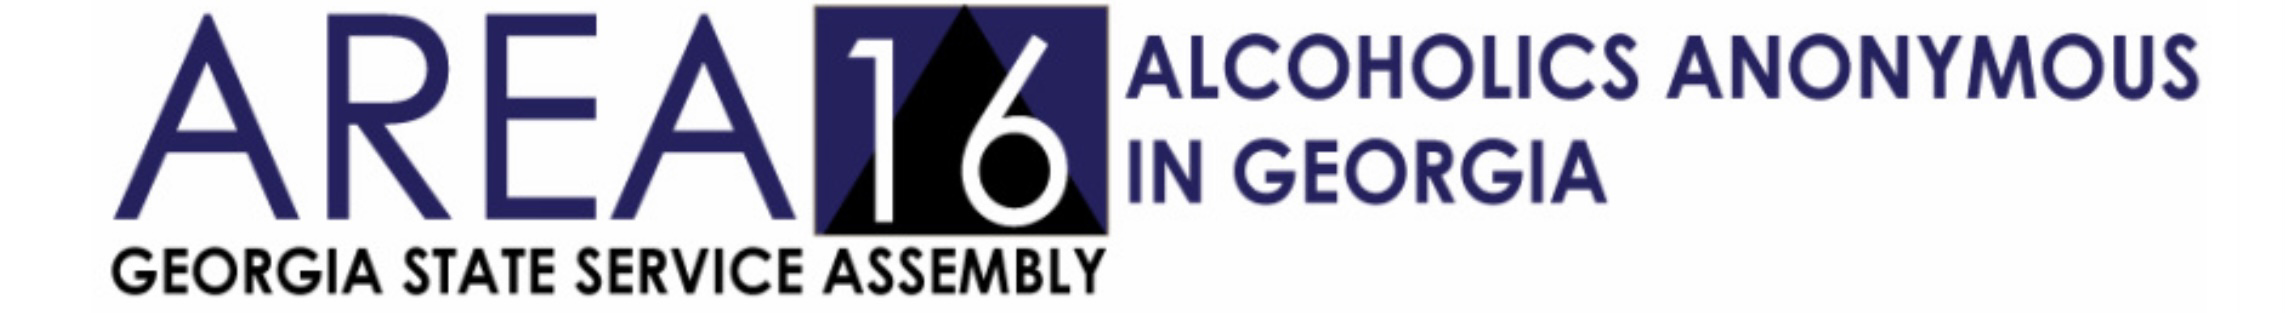 AREA 16
GEORGIA STATE SERVICE ASSEMBLY
ALCOHOLICS ANONYMOUS
IN GEORGIA